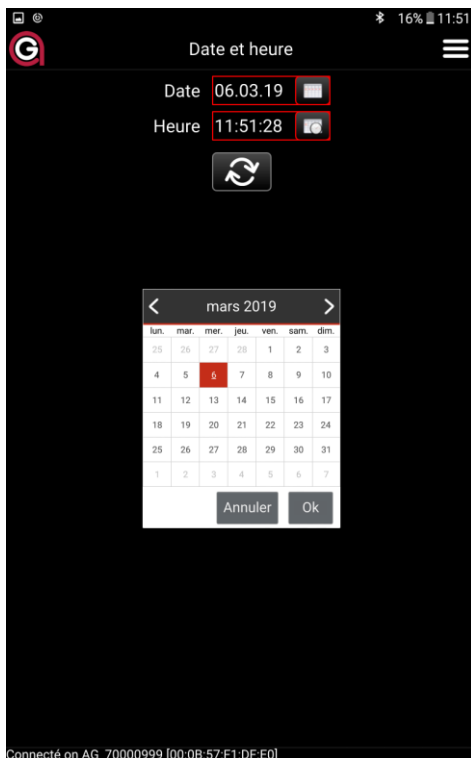 16% 11:51
Date et heure
Date 06.03.19
Heure 11:51:28
mars 2019
lun. mar. mer. jeu. ven. sam. dim.
25 26 27 28 1 2 3
4 5 6 7 8 9 10
11 12 13 14 15 16 17
18 19 20 21 22 23 24
25 26 27 28 29 30 31
1 2 3 4 5 6 7
Annuler Ok
Connecté on AG_70000999 [00:0B:57:F1:DF:E0]